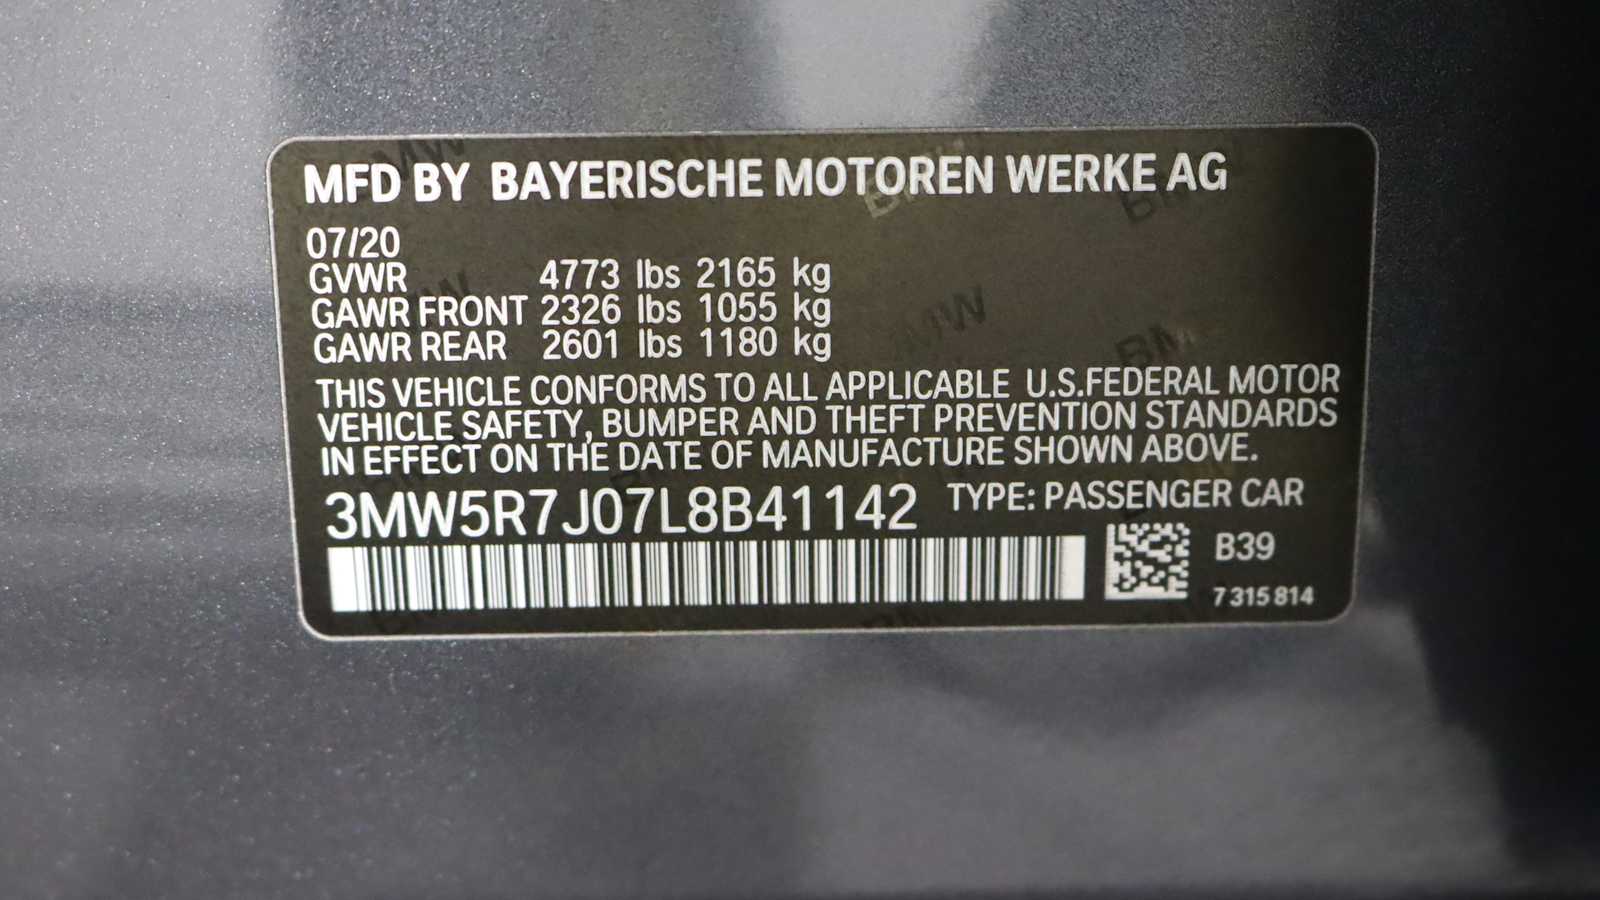 MFD BY BAYERISCHE MOTOREN WERKE AG
07/20
GVWR 4773 lbs 2165 kg
GAWR FRONT 2326 lbs 1055 kg
GAWR REAR 2601 lbs 1180 kg
THIS VEHICLE CONFORMS TO ALL APPLICABLE U.S.FEDERAL MOTOR
VEHICLE SAFETY, BUMPER AND THEFT PREVENTION STANDARDS
IN EFFECT ON THE DATE OF MANUFACTURE SHOWN ABOVE.
3MW5R7J07L8B41142 TYPE: PASSENGER CAR
B39
7 315 814